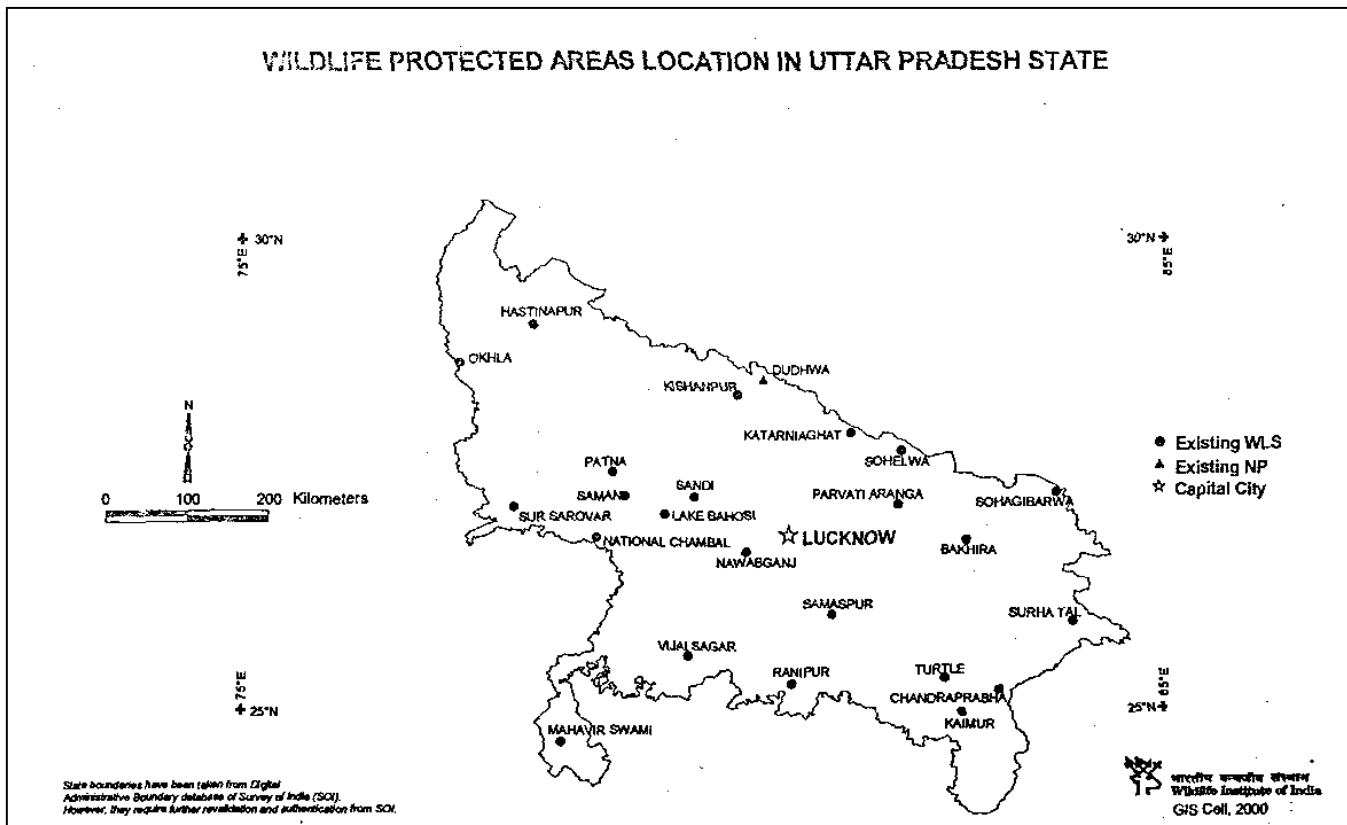 WILDLIFE PROTECTED AREAS LOCATION IN UTTAR PRADESH STATE
30°N
75°E
30°N
85°E
HASTINAPUR
OKHLA
DUDHWA
KISHANPUR
N
KATARNIAGHAT
SOHELWA
Existing WLS
Existing NP
Capital City
PATNA
SAMAN
SANDI
PARVATI ARANGA
SOHAGIBARWA
0 100 200 Kilometers
SUR SAROVAR
LAKE BAHOSI
NATIONAL CHAMBAL
LUCKNOW
NAWABGANJ
BAKHIRA
SAMASPUR
SURHA TAL
VIJAI SAGAR
RANIPUR
TURTLE
CHANDRAPRABHA
KAIMUR
75°E
25°N
85°E
25°N
MAHAVIR SWAMI
State boundaries have been taken from Digital
Administrative Boundary database of Survey of India (SOI).
However, they require further revalidation and authentication from SOI.
भारतीय वन्यजीव संस्थान
Wildlife Institute of India
GIS Cell, 2000